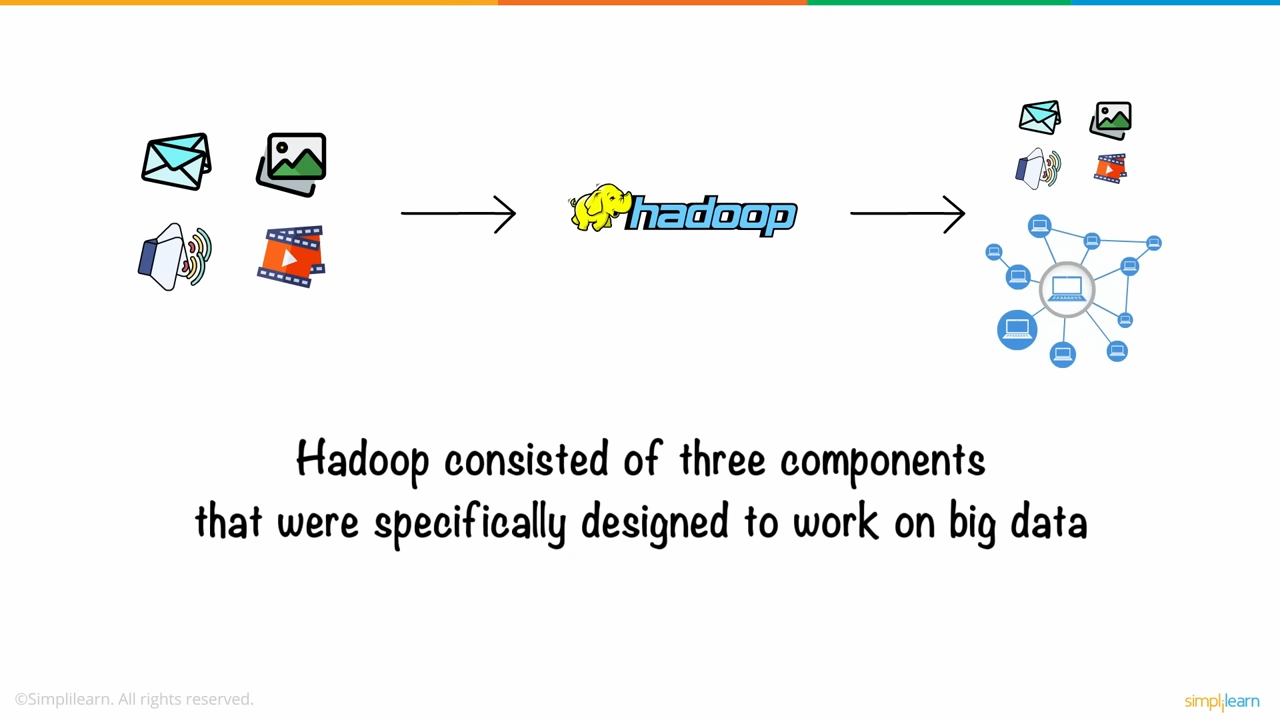 hadoop
Hadoop consisted of three components
that were specifically designed to work on big data
©Simplilearn. All rights reserved.
simplilearn